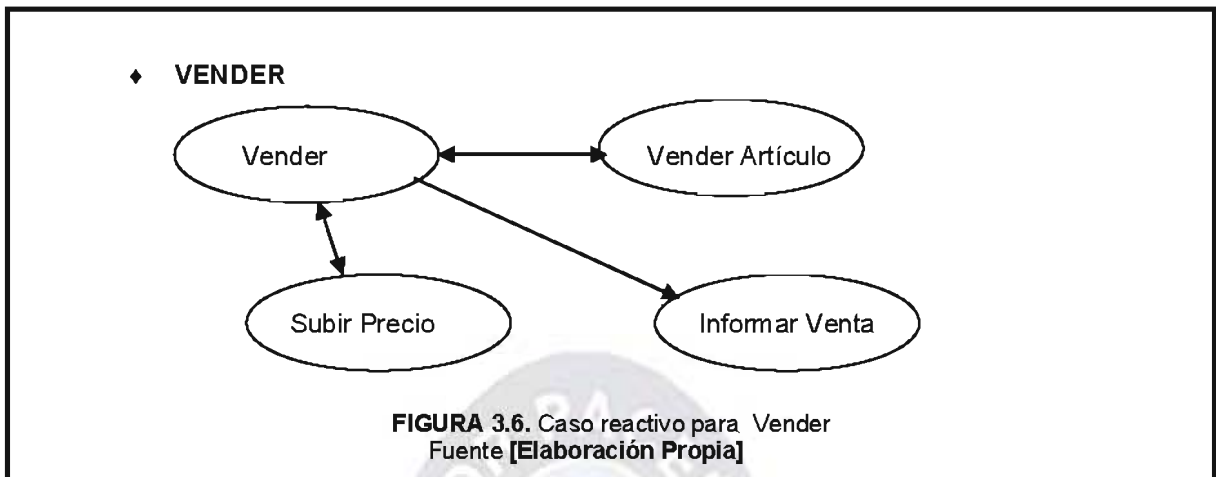 ♦ VENDER
Vender
Vender Artículo
Subir Precio
Informar Venta
FIGURA 3.6. Caso reactivo para Vender
Fuente [Elaboración Propia]